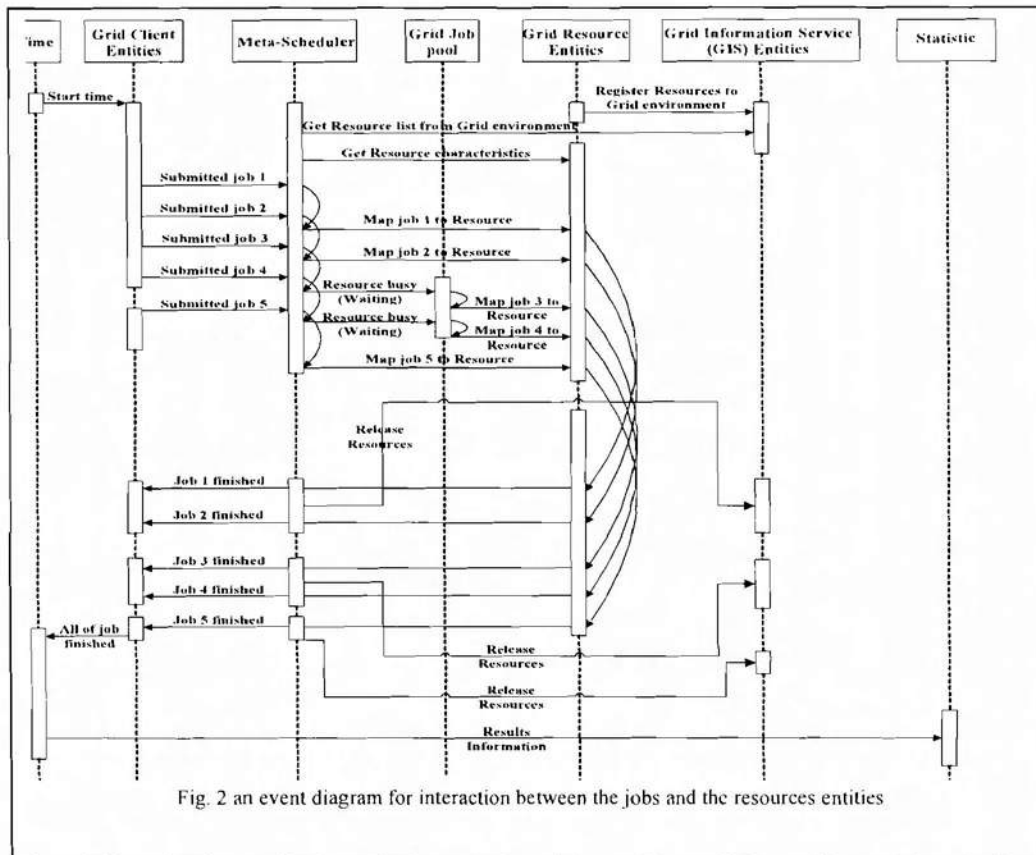 Time
Grid Client
Entities
Meta-Scheduler
Grid Job
pool
Grid Resource
Entities
Grid Information Service
(GIS) Entities
Statistic
Start time
Register Resources to
Grid environment
Get Resource list from Grid environment
Get Resource characteristics
Submitted job 1
Submitted job 2
Map job 1 to Resource
Submitted job 3
Map job 2 to Resource
Submitted job 4
Resource busy
(Waiting)
Submitted job 5
Map job 3 to
Resource
Resource busy
(Waiting)
Map job 4 to
Resource
Map job 5 to Resource
Release
Resources
Job 1 finished
Job 2 finished
Job 3 finished
Job 4 finished
Job 5 finished
All of job
finished
Release
Resources
Release
Resources
Results
Information
Fig. 2 an event diagram for interaction between the jobs and the resources entities